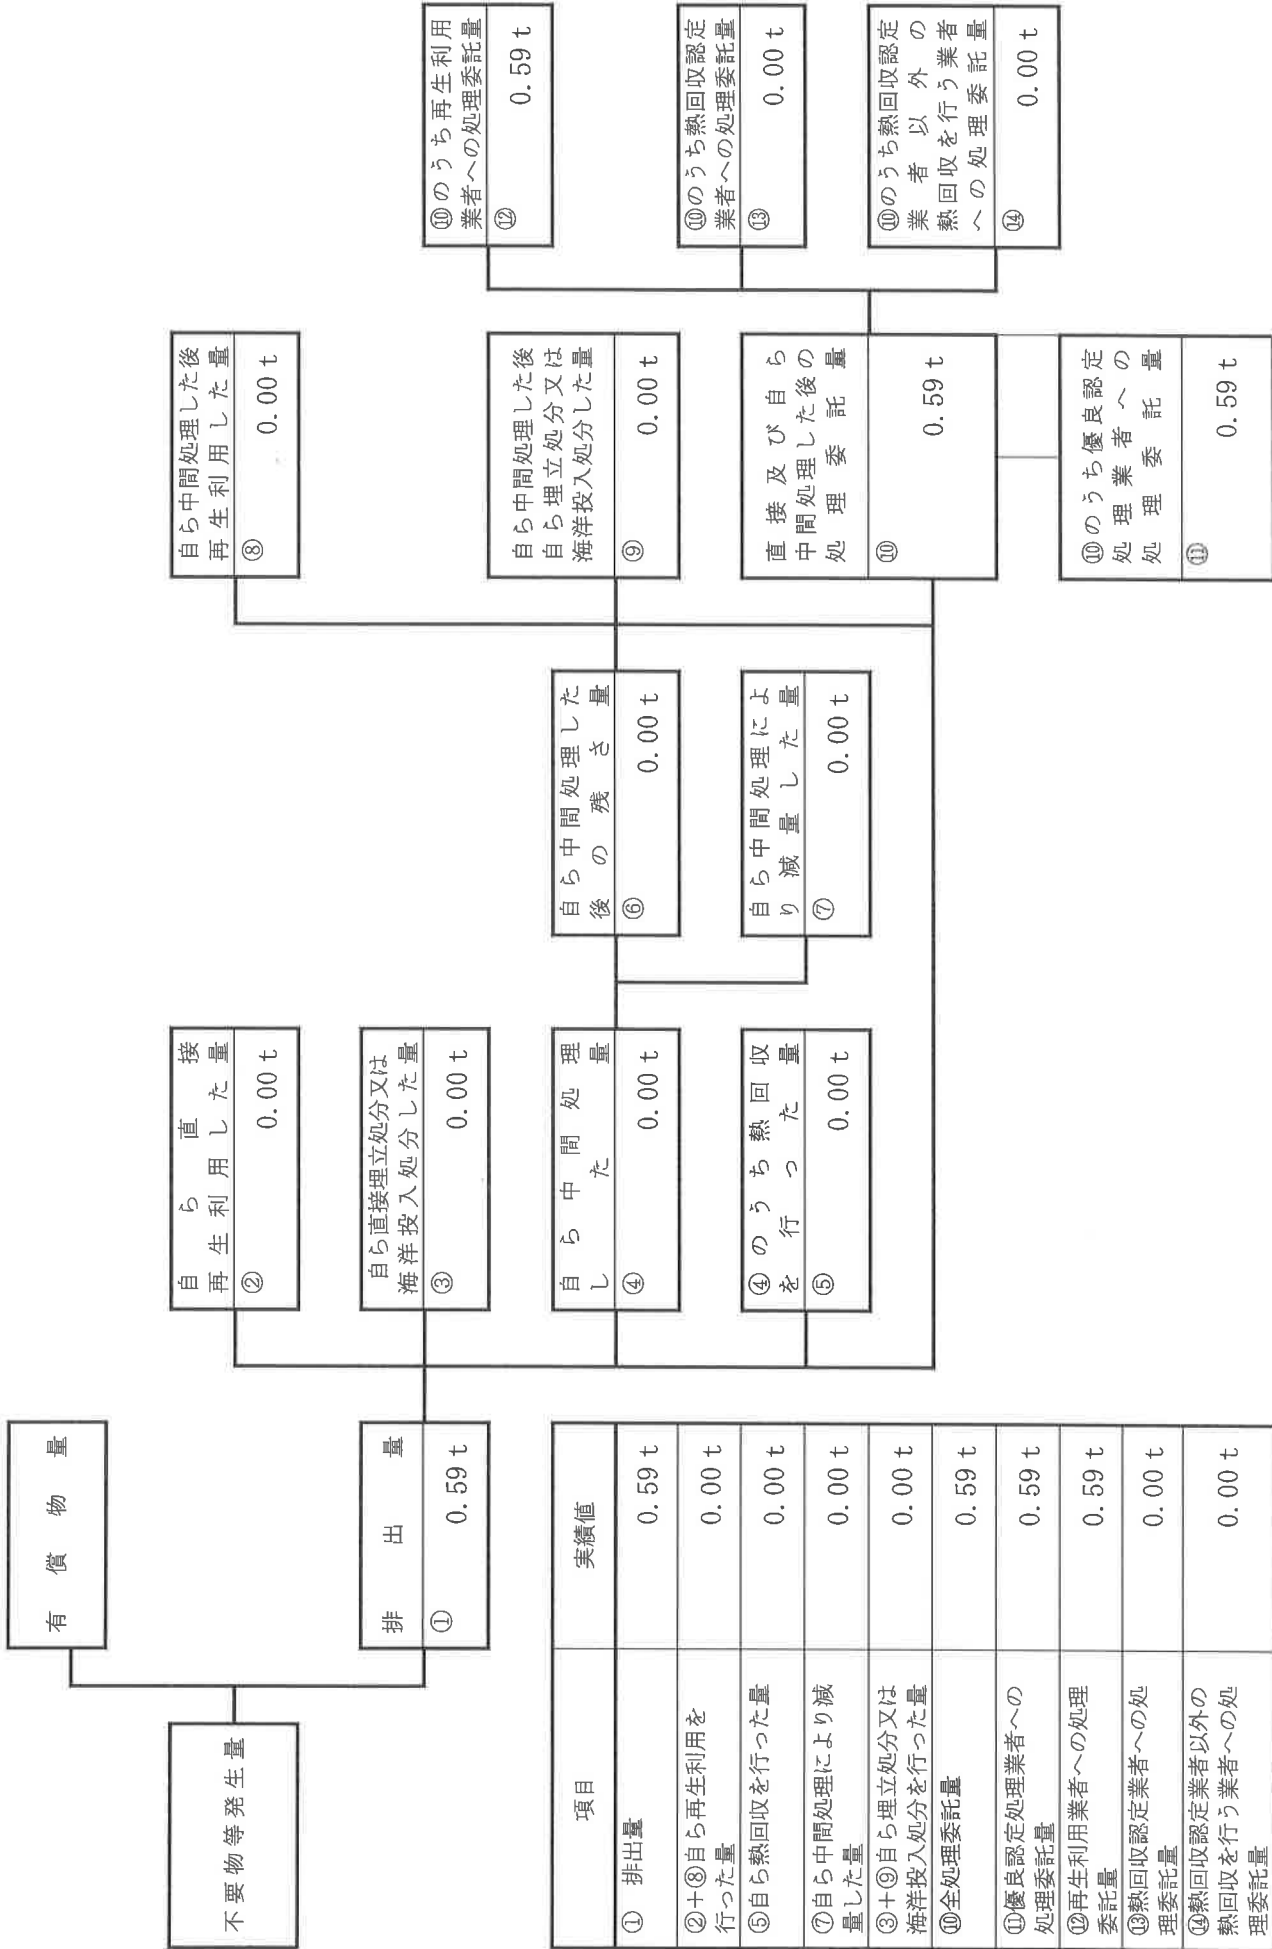 不要物等発生量
有償物量
排出量
① 0.59 t
自ら直接
再生利用した量
② 0.00 t
自ら直接埋立処分又は
海洋投入処分した量
③ 0.00 t
自ら中間処理
した量
④ 0.00 t
④のうち熱回収
を行った量
⑤ 0.00 t
自ら中間処理した
後の残さ量
⑥ 0.00 t
自ら中間処理によ
り減量した量
⑦ 0.00 t
自ら中間処理した後
再生利用した量
⑧ 0.00 t
自ら中間処理した後
自ら埋立処分又は
海洋投入処分した量
⑨ 0.00 t
直接及び自ら
中間処理した後の
処理委託量
⑩ 0.59 t
⑩のうち優良認定
処理業者への
処理委託量
⑪ 0.59 t
⑩のうち再生利用
業者への処理委託量
⑫ 0.59 t
⑩のうち熱回収認定
業者への処理委託量
⑬ 0.00 t
⑩のうち熱回収認定
業者以外の
熱回収を行う業者
への処理委託量
⑭ 0.00 t
項目 実績値
① 排出量 0.59 t
②+⑧自ら再生利用を
行った量 0.00 t
⑤自ら熱回収を行った量 0.00 t
⑦自ら中間処理により減
量した量 0.00 t
③+⑨自ら埋立処分又は
海洋投入処分を行った量 0.00 t
⑩全処理委託量 0.59 t
⑪優良認定処理業者への
処理委託量 0.59 t
⑫再生利用業者への処理
委託量 0.59 t
⑬熱回収認定業者への処
理委託量 0.00 t
⑭熱回収認定業者以外の
熱回収を行う業者への処
理委託量 0.00 t